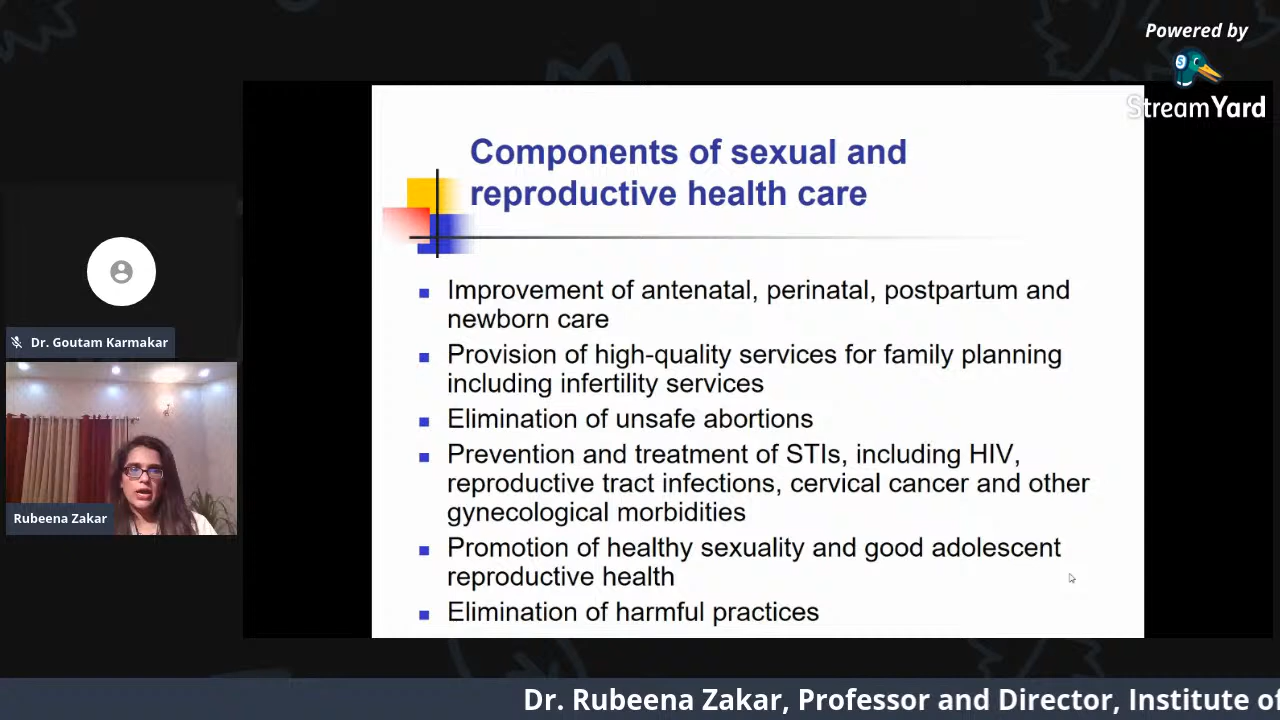 Powered by
StreamYard
Components of sexual and
reproductive health care
Improvement of antenatal, perinatal, postpartum and
newborn care
Provision of high-quality services for family planning
including infertility services
Elimination of unsafe abortions
Prevention and treatment of STIs, including HIV,
reproductive tract infections, cervical cancer and other
gynecological morbidities
Promotion of healthy sexuality and good adolescent
reproductive health
Elimination of harmful practices
Dr. Goutam Karmakar
Rubeena Zakar
Dr. Rubeena Zakar, Professor and Director, Institute of